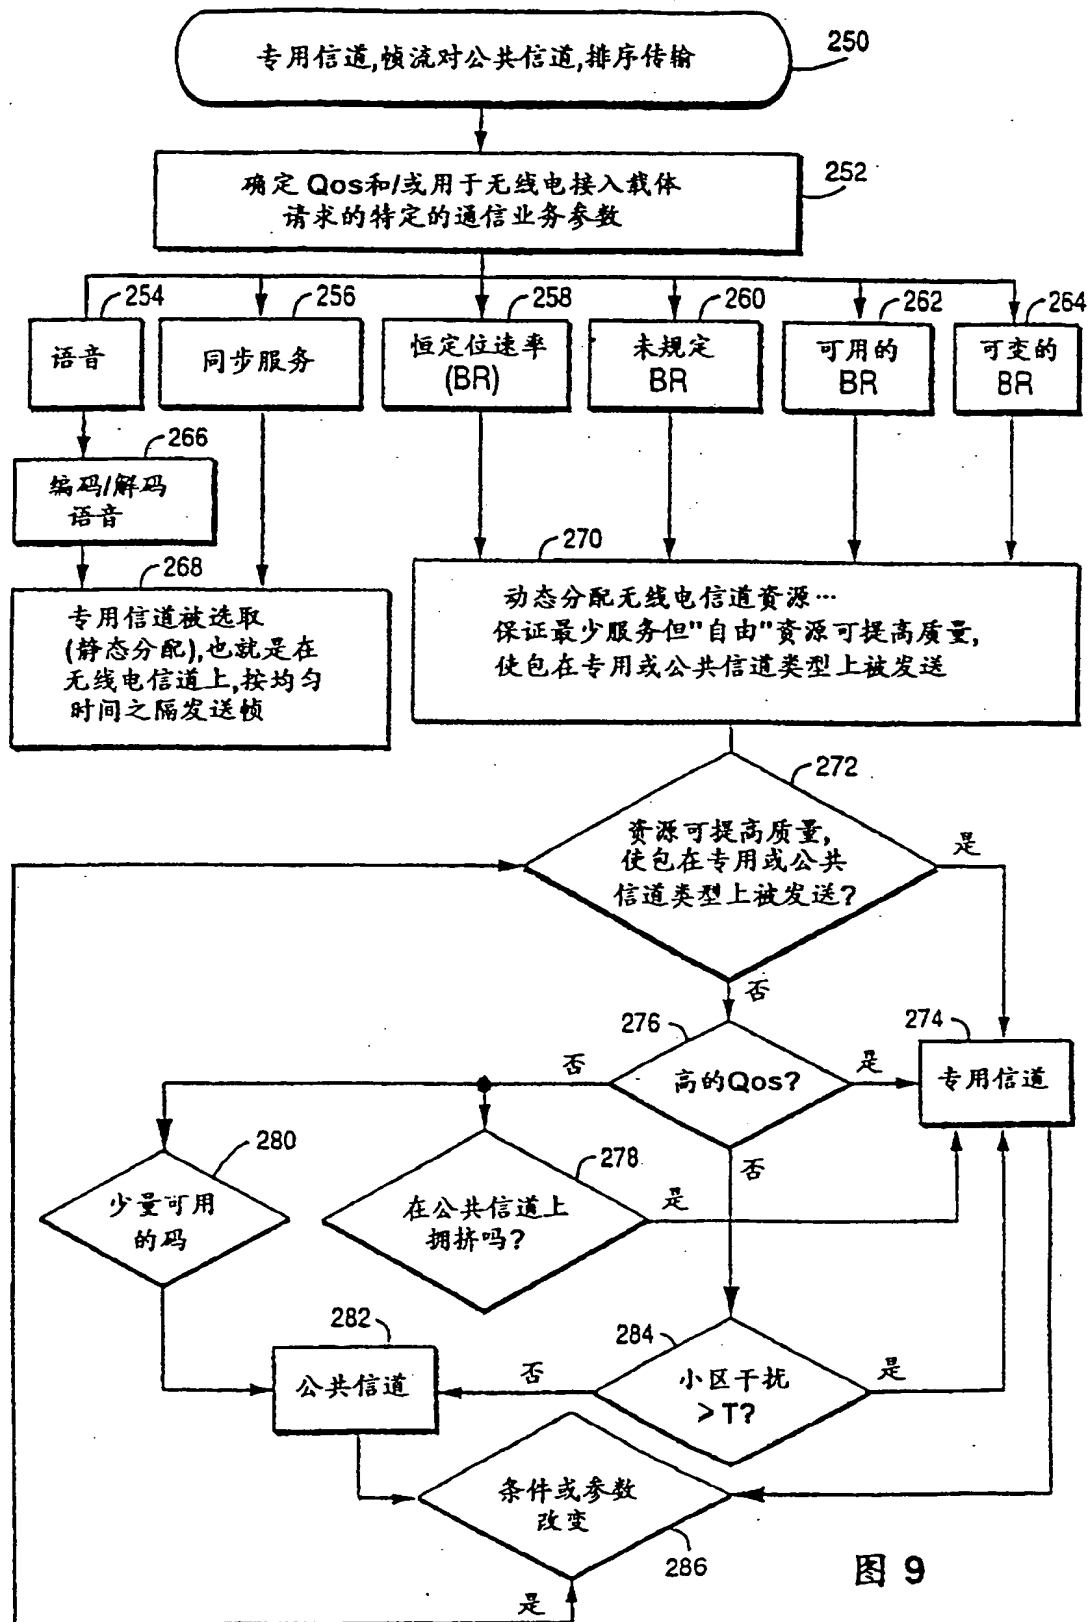 专用信道,帧流对公共信道,排序传输
250
确定 Qos和/或用于无线电接入载体
请求的特定的通信业务参数
252
254
语音
256
同步服务
258
恒定位速率
(BR)
260
未规定
BR
262
可用的
BR
264
可变的
BR
266
编码/解码
语音
268
专用信道被选取
(静态分配),也就是在
无线电信道上,按均匀
时间之隔发送帧
270
动态分配无线电信道资源…
保证最少服务但"自由"资源可提高质量,
使包在专用或公共信道类型上被发送
272
资源可提高质量,
使包在专用或公共
信道类型上被发送?
是
否
276
高的Qos?
否
是
否
274
专用信道
280
少量可用
的码
278
在公共信道上
拥挤吗?
是
282
公共信道
284
小区干扰
>T?
否
是
条件或参数
改变
286
是
图 9